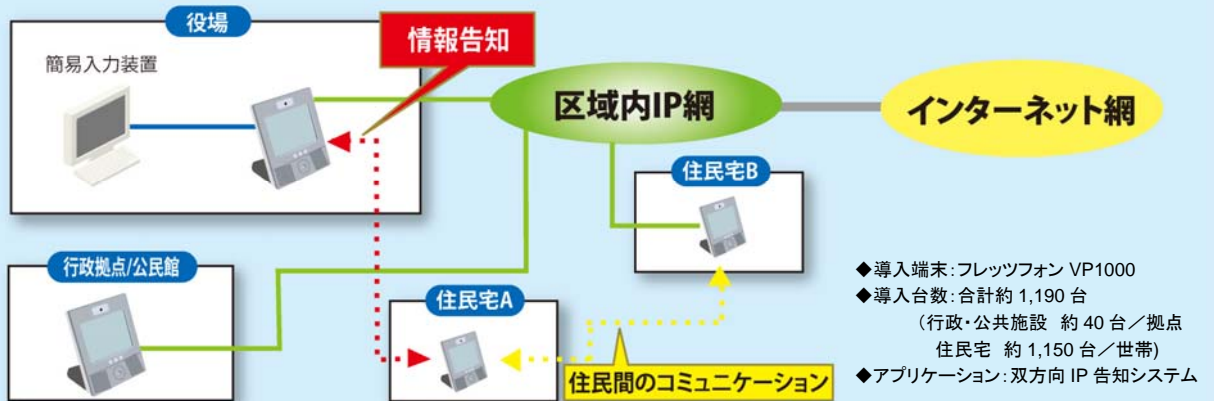 役場
簡易入力装置
情報告知
区域内IP網
インターネット網
住民宅B
行政拠点/公民館
住民宅A
住民間のコミュニケーション
◆導入端末：フレッツフォン VP1000
◆導入台数：合計約 1,190 台
（行政・公共施設 約 40 台／拠点
住民宅 約 1,150 台／世帯)
◆アプリケーション：双方向 IP 告知システム